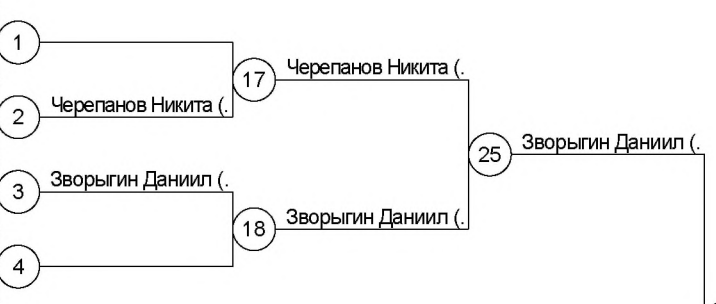 1
Черепанов Никита (.
17
2
Черепанов Никита (.
Зворыгин Даниил (.
25
3
Зворыгин Даниил (.
18
Зворыгин Даниил (.
4